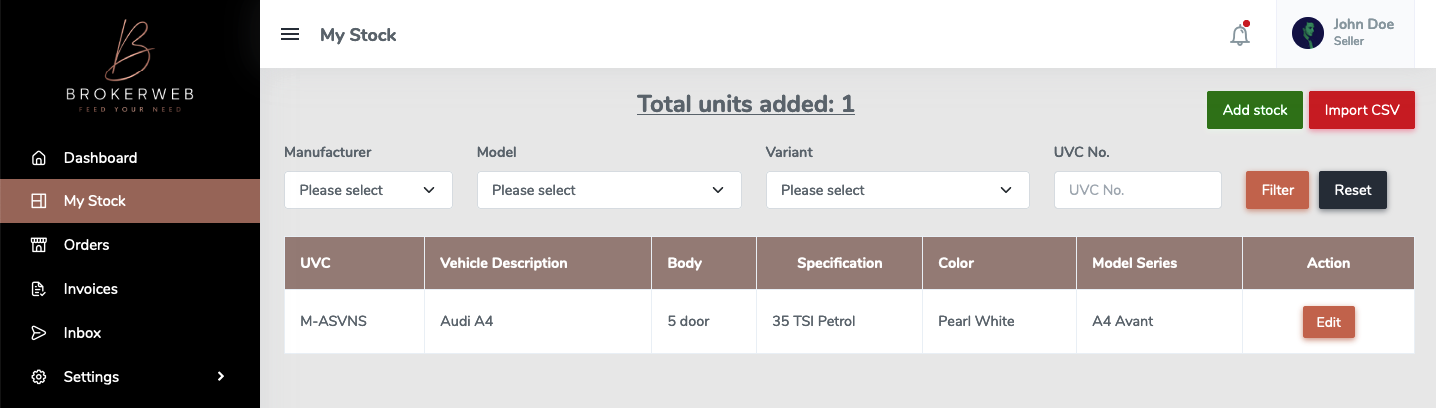 B
BROKERWEB
FEED YOUR NEED
Dashboard
My Stock
Orders
Invoices
Inbox
Settings
My Stock
John Doe
Seller
Total units added: 1
Add stock
Import CSV
Manufacturer
Model
Variant
UVC No.
Please select
Please select
Please select
UVC No.
Filter
Reset
UVC Vehicle Description Body Specification Color Model Series Action
M-ASVNS Audi A4 5 door 35 TSI Petrol Pearl White A4 Avant Edit